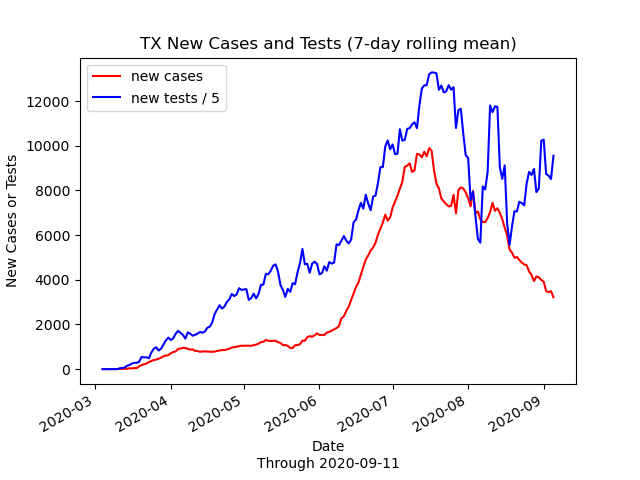 TX New Cases and Tests (7-day rolling mean)
new cases
new tests / 5
12000
10000
8000
6000
4000
2000
0
New Cases or Tests
2020-03
2020-04
2020-05
2020-06
2020-07
2020-08
2020-09
Date
Through 2020-09-11